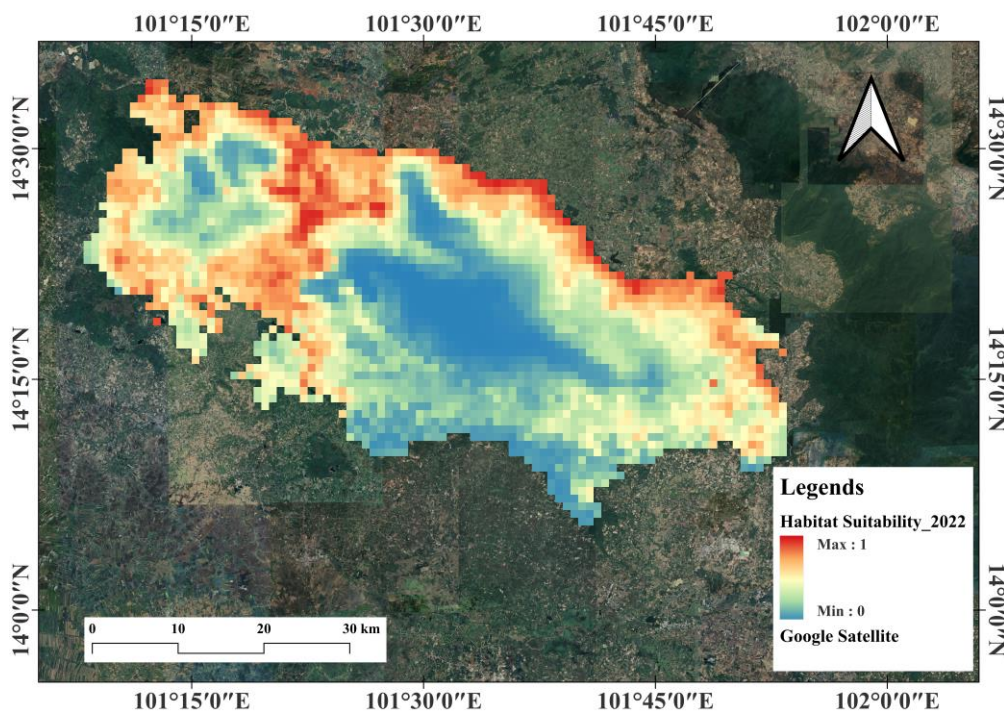 101°15′0″E 101°30′0″E 101°45′0″E 102°0′0″E
14°30′0″N 14°30′0″N
14°15′0″N 14°15′0″N
14°0′0″N 14°0′0″N
Legends
Habitat Suitability_2022
Max : 1
Min : 0
Google Satellite
0 10 20 30 km
101°15′0″E 101°30′0″E 101°45′0″E 102°0′0″E